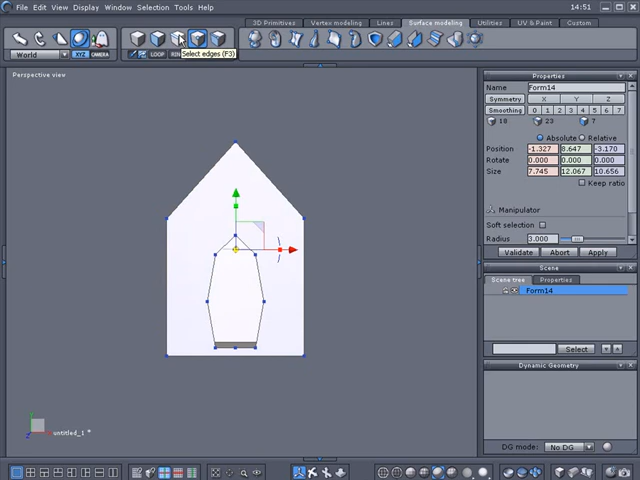 File Edit View Display Window Selection Tools Help
14:51
3D Primitives Vertex modeling Lines Surface modeling Utilities UV & Paint Custom
World XYZ CAMERA
LOOP RIN Select edges (F3)
Perspective view
Properties
Name Form14
Symmetry X Y Z
Smoothing 0 1 2 3 4 5 6 7
18 23 7
Absolute Relative
Position -1.327 8.647 -3.170
Rotate 0.000 0.000 0.000
Size 7.745 12.067 10.656
Keep ratio
Manipulator
Soft selection
Radius 3.000
Validate Abort Apply
Scene
Scene tree Properties
Form14
Select
Dynamic Geometry
DG mode: No DG
untitled_1 *